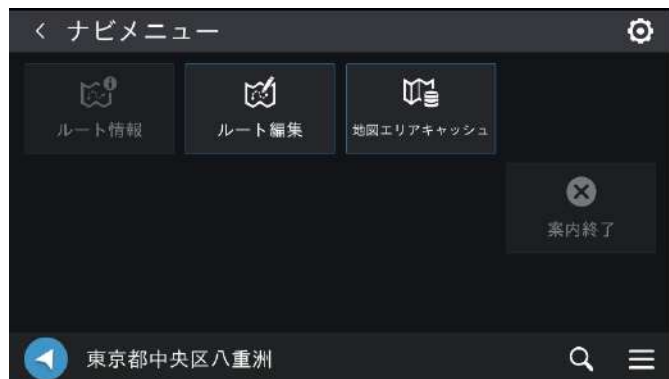 ナビメニュー
ルート情報
ルート編集
地図エリアキャッシュ
案内終了
東京都中央区八重洲